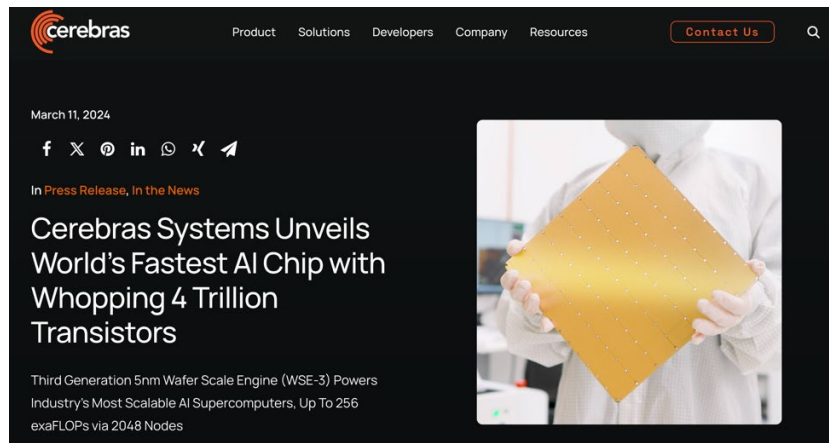 cerebras
Product Solutions Developers Company Resources Contact Us
March 11, 2024
In Press Release, In the News
Cerebras Systems Unveils
World's Fastest AI Chip with
Whopping 4 Trillion
Transistors
Third Generation 5nm Wafer Scale Engine (WSE-3) Powers
Industry's Most Scalable AI Supercomputers, Up To 256
exaFLOPs via 2048 Nodes